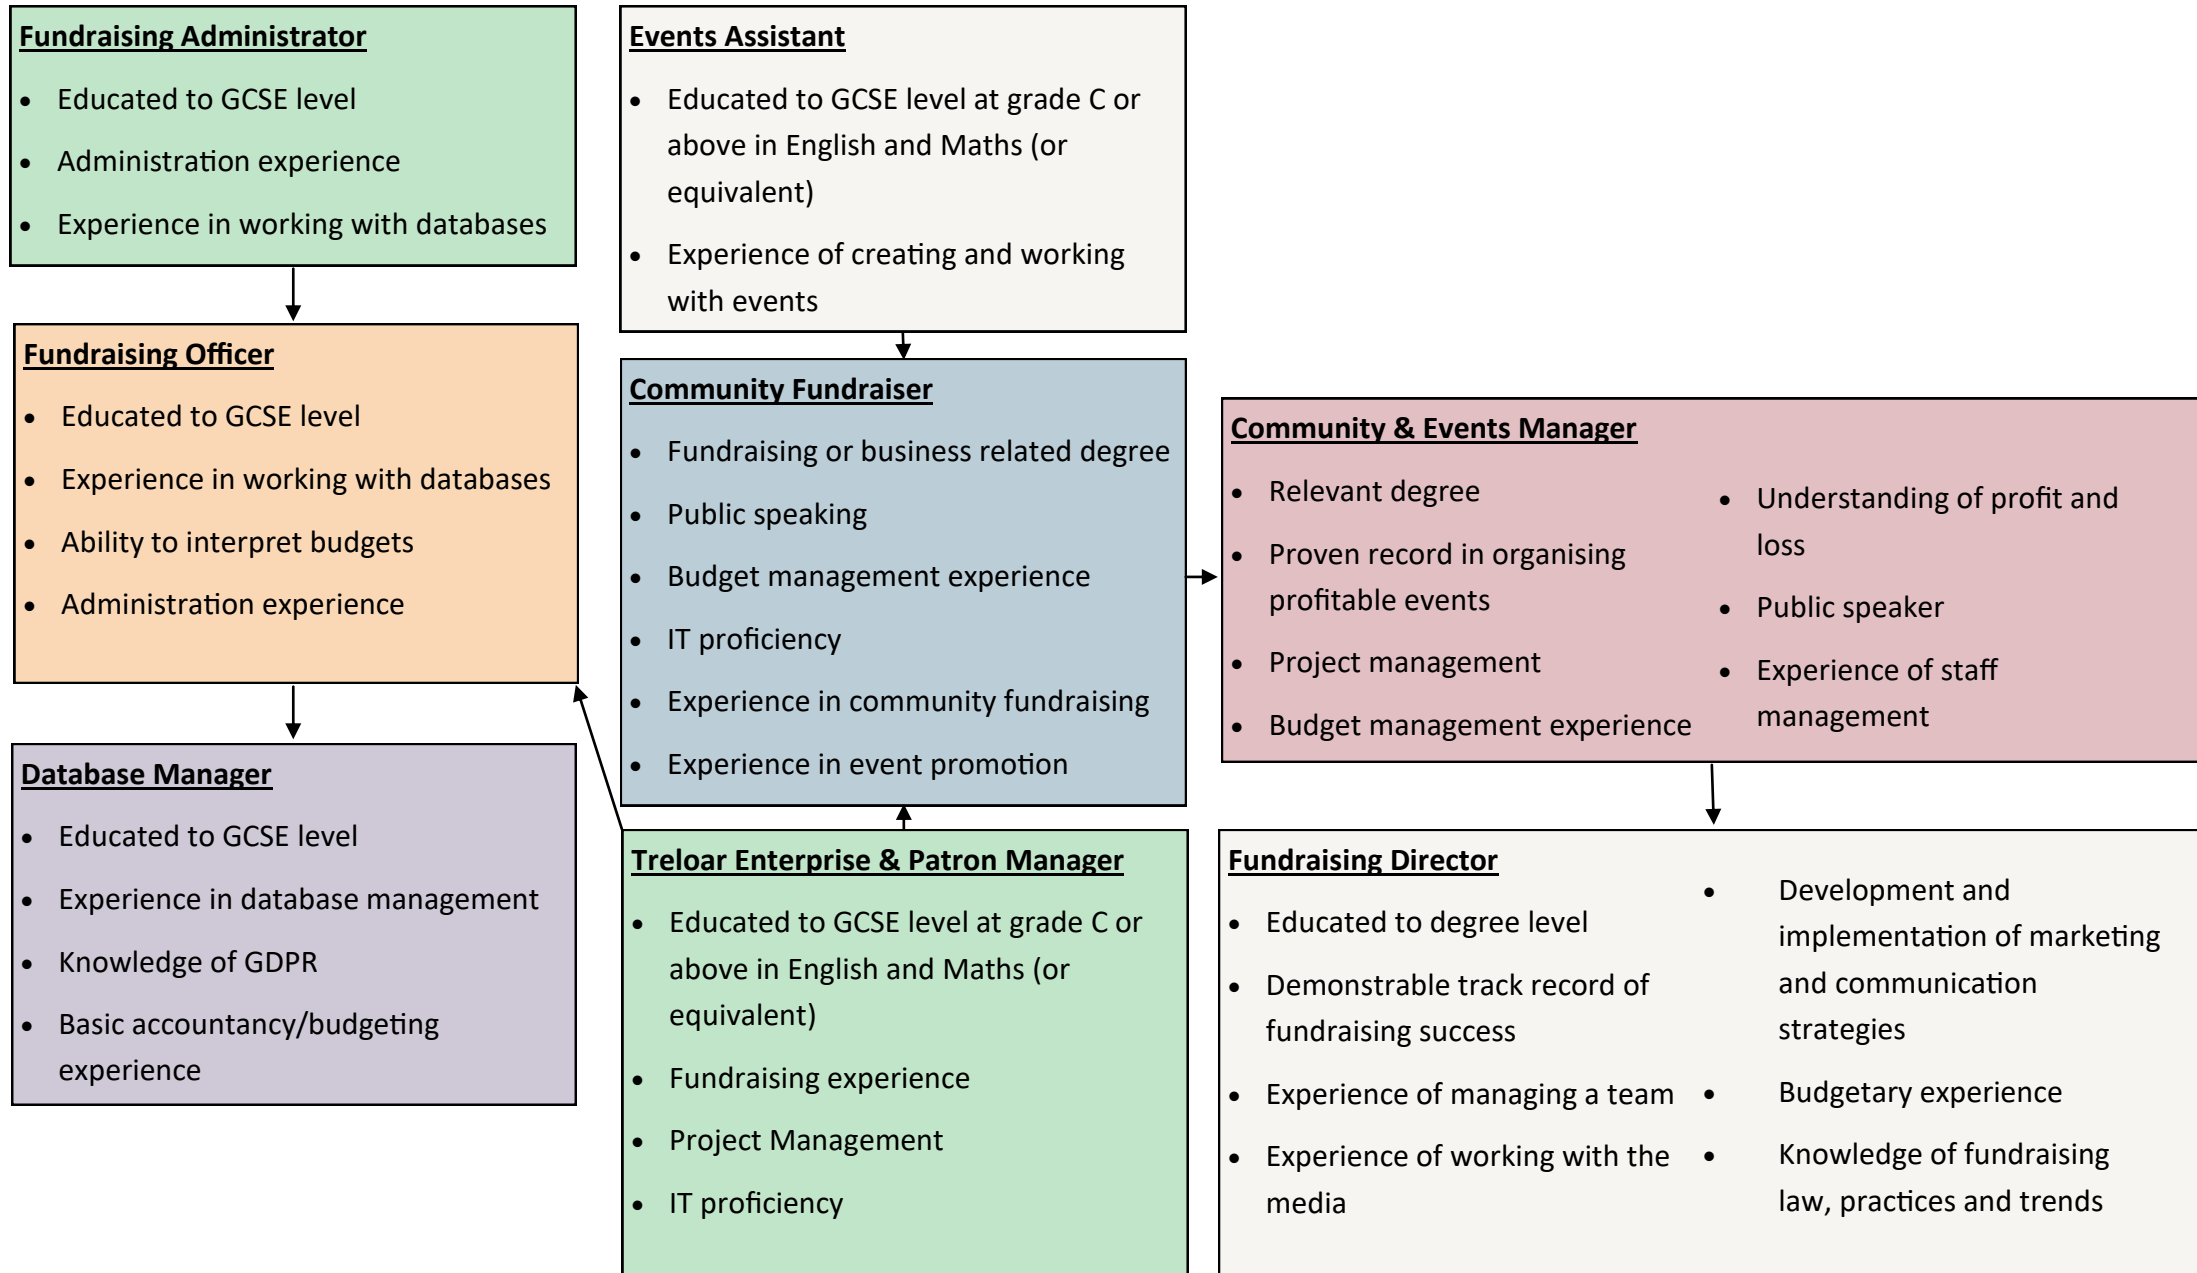 Fundraising Administrator
• Educated to GCSE level
• Administration experience
• Experience in working with databases
Fundraising Officer
• Educated to GCSE level
• Experience in working with databases
• Ability to interpret budgets
• Administration experience
Database Manager
• Educated to GCSE level
• Experience in database management
• Knowledge of GDPR
• Basic accountancy/budgeting
experience
Events Assistant
• Educated to GCSE level at grade C or
above in English and Maths (or
equivalent)
• Experience of creating and working
with events
Community Fundraiser
• Fundraising or business related degree
• Public speaking
• Budget management experience
• IT proficiency
• Experience in community fundraising
• Experience in event promotion
Treloar Enterprise & Patron Manager
• Educated to GCSE level at grade C or
above in English and Maths (or
equivalent)
• Fundraising experience
• Project Management
• IT proficiency
Community & Events Manager
• Relevant degree
• Proven record in organising
profitable events
• Project management
• Budget management experience
• Understanding of profit and
loss
• Public speaker
• Experience of staff
management
Fundraising Director
• Educated to degree level
• Demonstrable track record of
fundraising success
• Experience of managing a team
• Experience of working with the
media
• Development and
implementation of marketing
and communication
strategies
• Budgetary experience
• Knowledge of fundraising
law, practices and trends